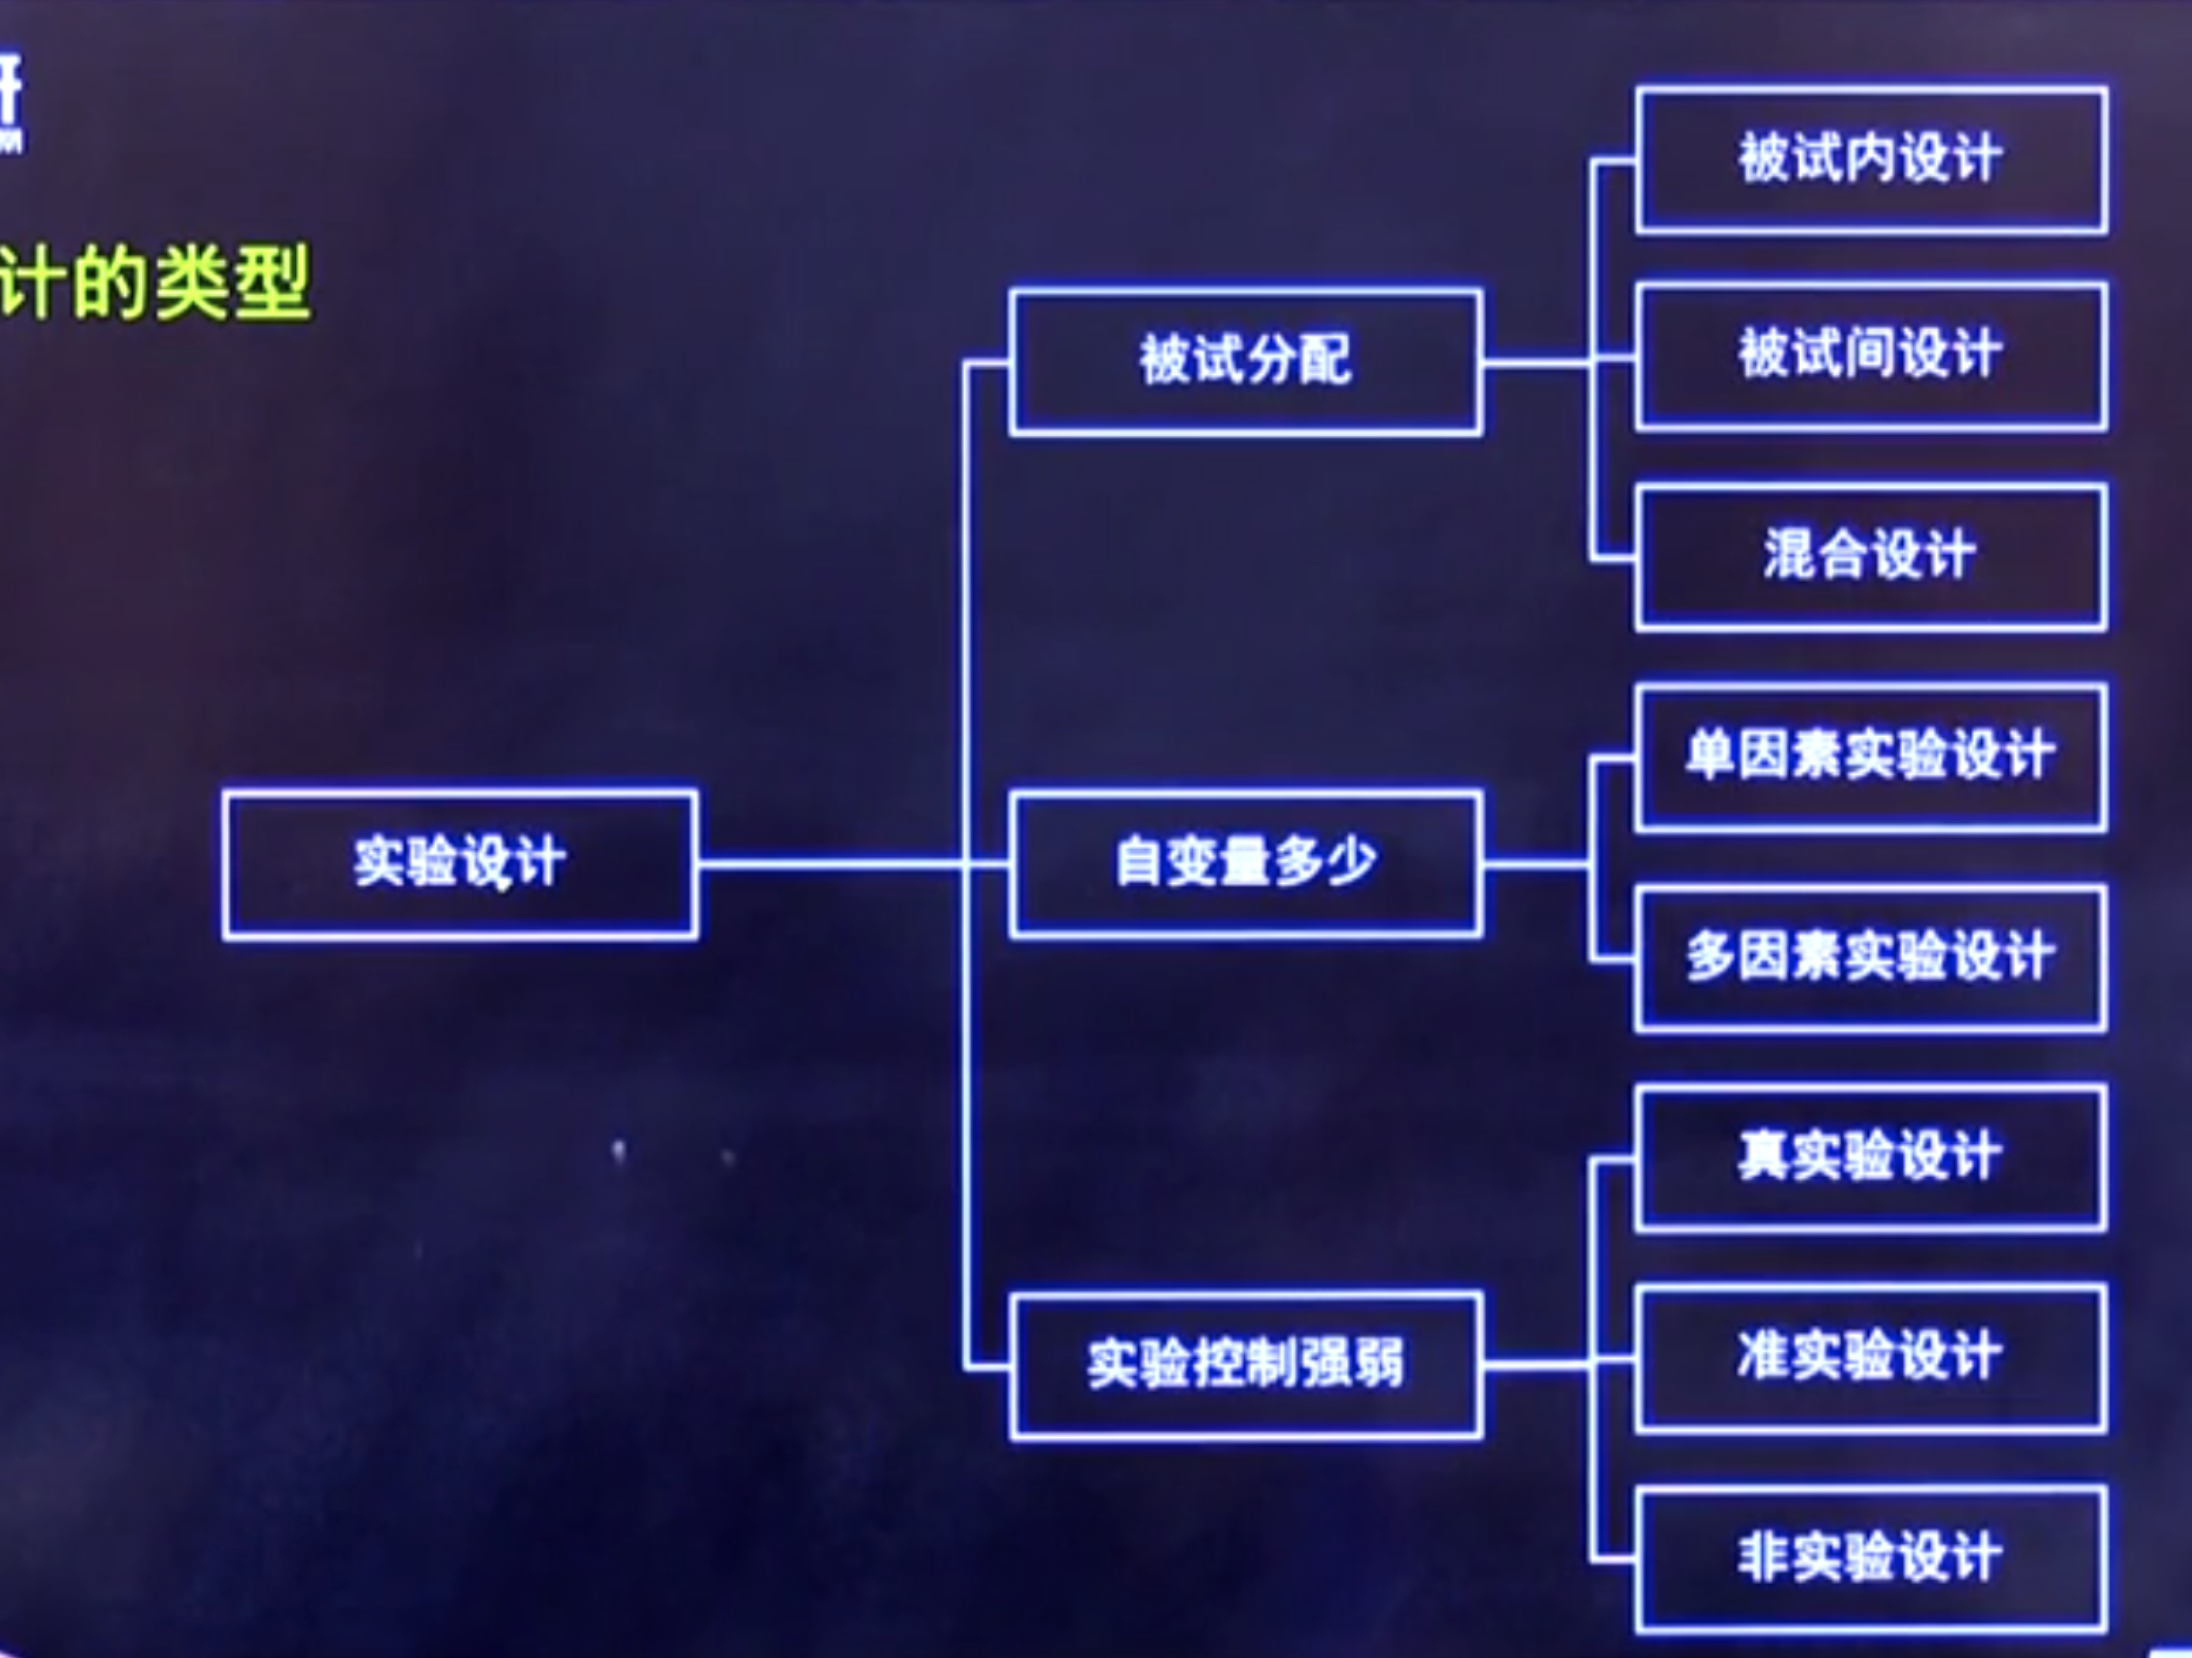 研
计的类型
实验设计
被试分配
被试内设计
被试间设计
混合设计
自变量多少
单因素实验设计
多因素实验设计
实验控制强弱
真实验设计
准实验设计
非实验设计